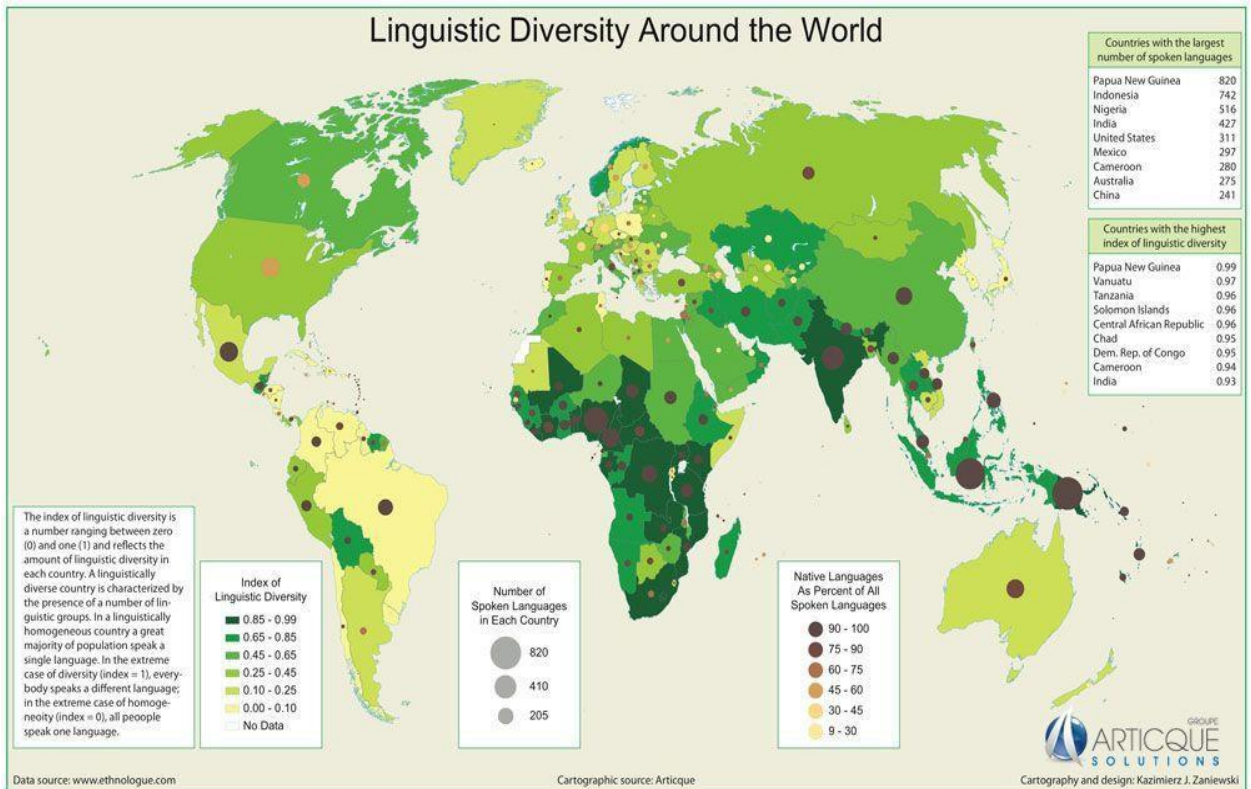 Linguistic Diversity Around the World
Countries with the largest
number of spoken languages
Papua New Guinea 820
Indonesia 742
Nigeria 516
India 427
United States 311
Mexico 297
Cameroon 280
Australia 275
China 241
Countries with the highest
index of linguistic diversity
Papua New Guinea 0.99
Vanuatu 0.97
Tanzania 0.96
Solomon Islands 0.96
Central African Republic 0.96
Chad 0.95
Dem. Rep. of Congo 0.95
Cameroon 0.94
India 0.93
The index of linguistic diversity is
a number ranging between zero
(0) and one (1) and reflects the
amount of linguistic diversity in
each country. A linguistically
diverse country is characterized by
the presence of a number of lin-
guistic groups. In a linguistically
homogeneous country a great
majority of population speak a
single language. In the extreme
case of diversity (index = 1), every-
body speaks a different language;
in the extreme case of homoge-
neity (index = 0), all peoople
speak one language.
Index of
Linguistic Diversity
0.85 - 0.99
0.65 - 0.85
0.45 - 0.65
0.25 - 0.45
0.10 - 0.25
0.00 - 0.10
No Data
Number of
Spoken Languages
in Each Country
820
410
205
Native Languages
As Percent of All
Spoken Languages
90 - 100
75 - 90
60 - 75
45 - 60
30 - 45
9 - 30
GROUPE
ARTICQUE
SOLUTIONS
Data source: www.ethnologue.com
Cartographic source: Articque
Cartography and design: Kazimierz J. Zaniewski